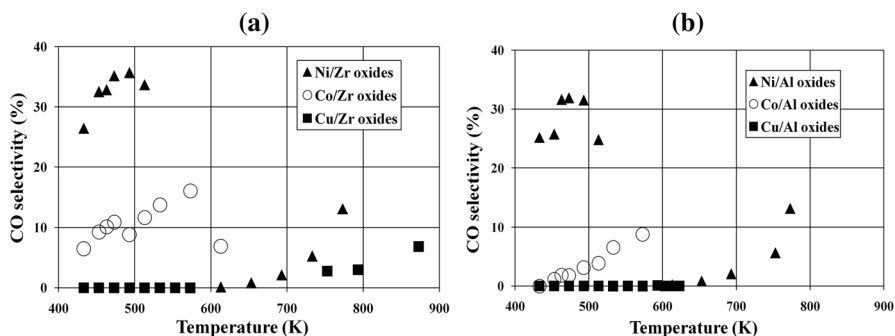 (a)
CO selectivity (%)
40
30
20
10
0
Ni/Zr oxides
Co/Zr oxides
Cu/Zr oxides
400 500 600 700 800 900
Temperature (K)
(b)
CO selectivity (%)
40
30
20
10
0
Ni/Al oxides
Co/Al oxides
Cu/Al oxides
400 500 600 700 800 900
Temperature (K)